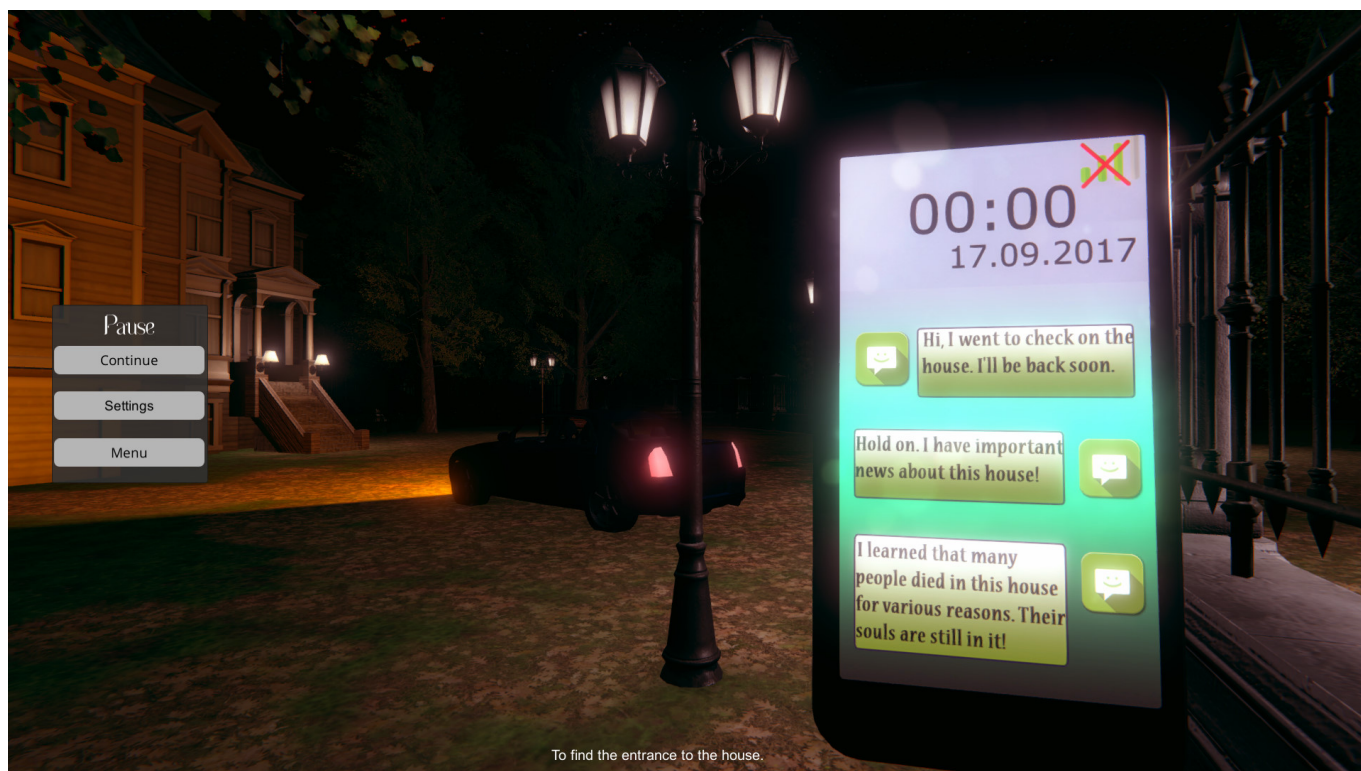 Pause
Continue
Settings
Menu
00:00
17.09.2017
Hi, I went to check on the
house. I'll be back soon.
Hold on. I have important
news about this house!
I learned that many
people died in this house
for various reasons. Their
souls are still in it!
To find the entrance to the house.